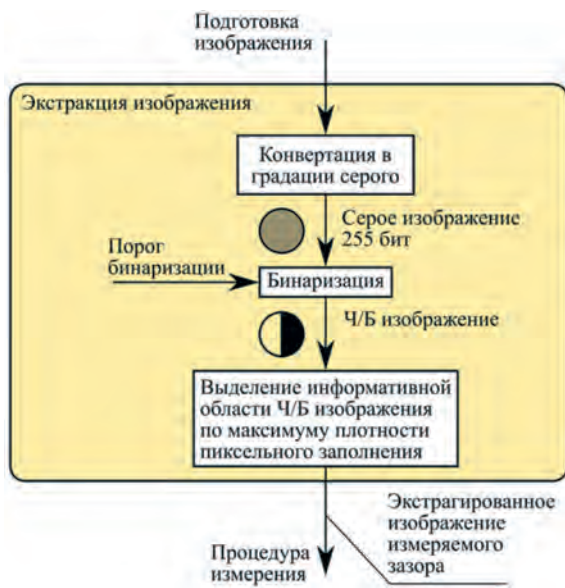 Подготовка
изображения
Экстракция изображения
Конвертация в
градации серого
Серое изображение
255 бит
Порог
бинаризации
Бинаризация
Ч/Б изображение
Выделение информативной
области Ч/Б изображения
по максимуму плотности
пиксельного заполнения
Экстрагированное
изображение
измеряемого
зазора
Процедура
измерения